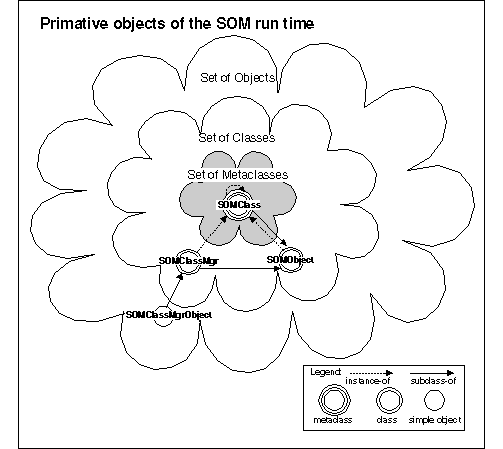 Primative objects of the SOM run time
Set of Objects
Set of Classes
Set of Metaclasses
SOMClass
SOMClassMgr
SOMObject
SOMClassMgrObject
Legend:
instance-of
subclass-of
metaclass
class
simple object